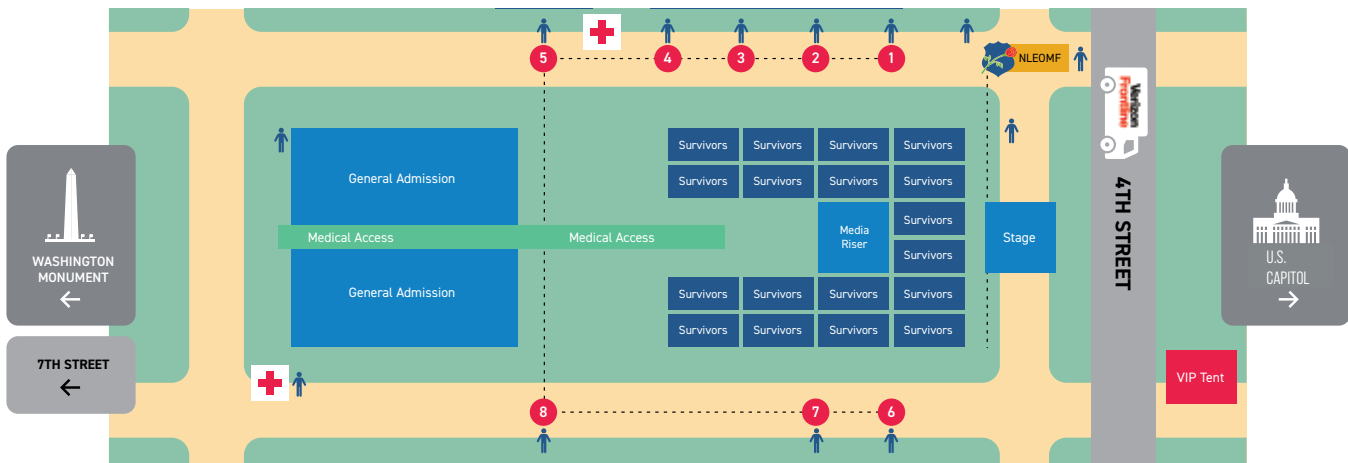 5
4
3
2
1
NLEOMF
Verizon
Frontline
Survivors
Survivors
Survivors
Survivors
General Admission
Survivors
Survivors
Survivors
Survivors
4TH STREET
Medical Access
Medical Access
Media
Riser
Survivors
Survivors
Stage
WASHINGTON
MONUMENT
U.S.
CAPITOL
General Admission
Survivors
Survivors
Survivors
Survivors
Survivors
Survivors
Survivors
Survivors
7TH STREET
VIP Tent
8
7
6